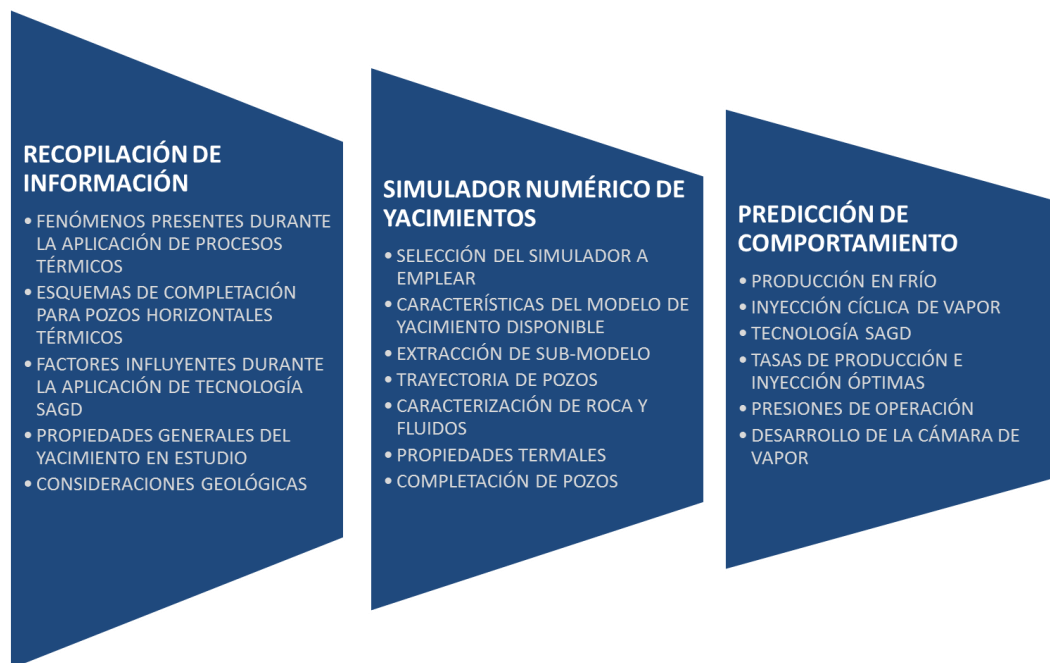 RECOPILACIÓN DE
INFORMACIÓN
• FENÓMENOS PRESENTES DURANTE
LA APLICACIÓN DE PROCESOS
TÉRMICOS
• ESQUEMAS DE COMPLETACIÓN
PARA POZOS HORIZONTALES
TÉRMICOS
• FACTORES INFLUYENTES DURANTE
LA APLICACIÓN DE TECNOLOGÍA
SAGD
• PROPIEDADES GENERALES DEL
YACIMIENTO EN ESTUDIO
• CONSIDERACIONES GEOLÓGICAS
SIMULADOR NUMÉRICO DE
YACIMIENTOS
• SELECCIÓN DEL SIMULADOR A
EMPLEAR
• CARACTERÍSTICAS DEL MODELO DE
YACIMIENTO DISPONIBLE
• EXTRACCIÓN DE SUB-MODELO
• TRAYECTORIA DE POZOS
• CARACTERIZACIÓN DE ROCA Y
FLUIDOS
• PROPIEDADES TERMALES
• COMPLETACIÓN DE POZOS
PREDICCIÓN DE
COMPORTAMIENTO
• PRODUCCIÓN EN FRÍO
• INYECCIÓN CÍCLICA DE VAPOR
• TECNOLOGÍA SAGD
• TASAS DE PRODUCCIÓN E
INYECCIÓN ÓPTIMAS
• PRESIONES DE OPERACIÓN
• DESARROLLO DE LA CÁMARA DE
VAPOR